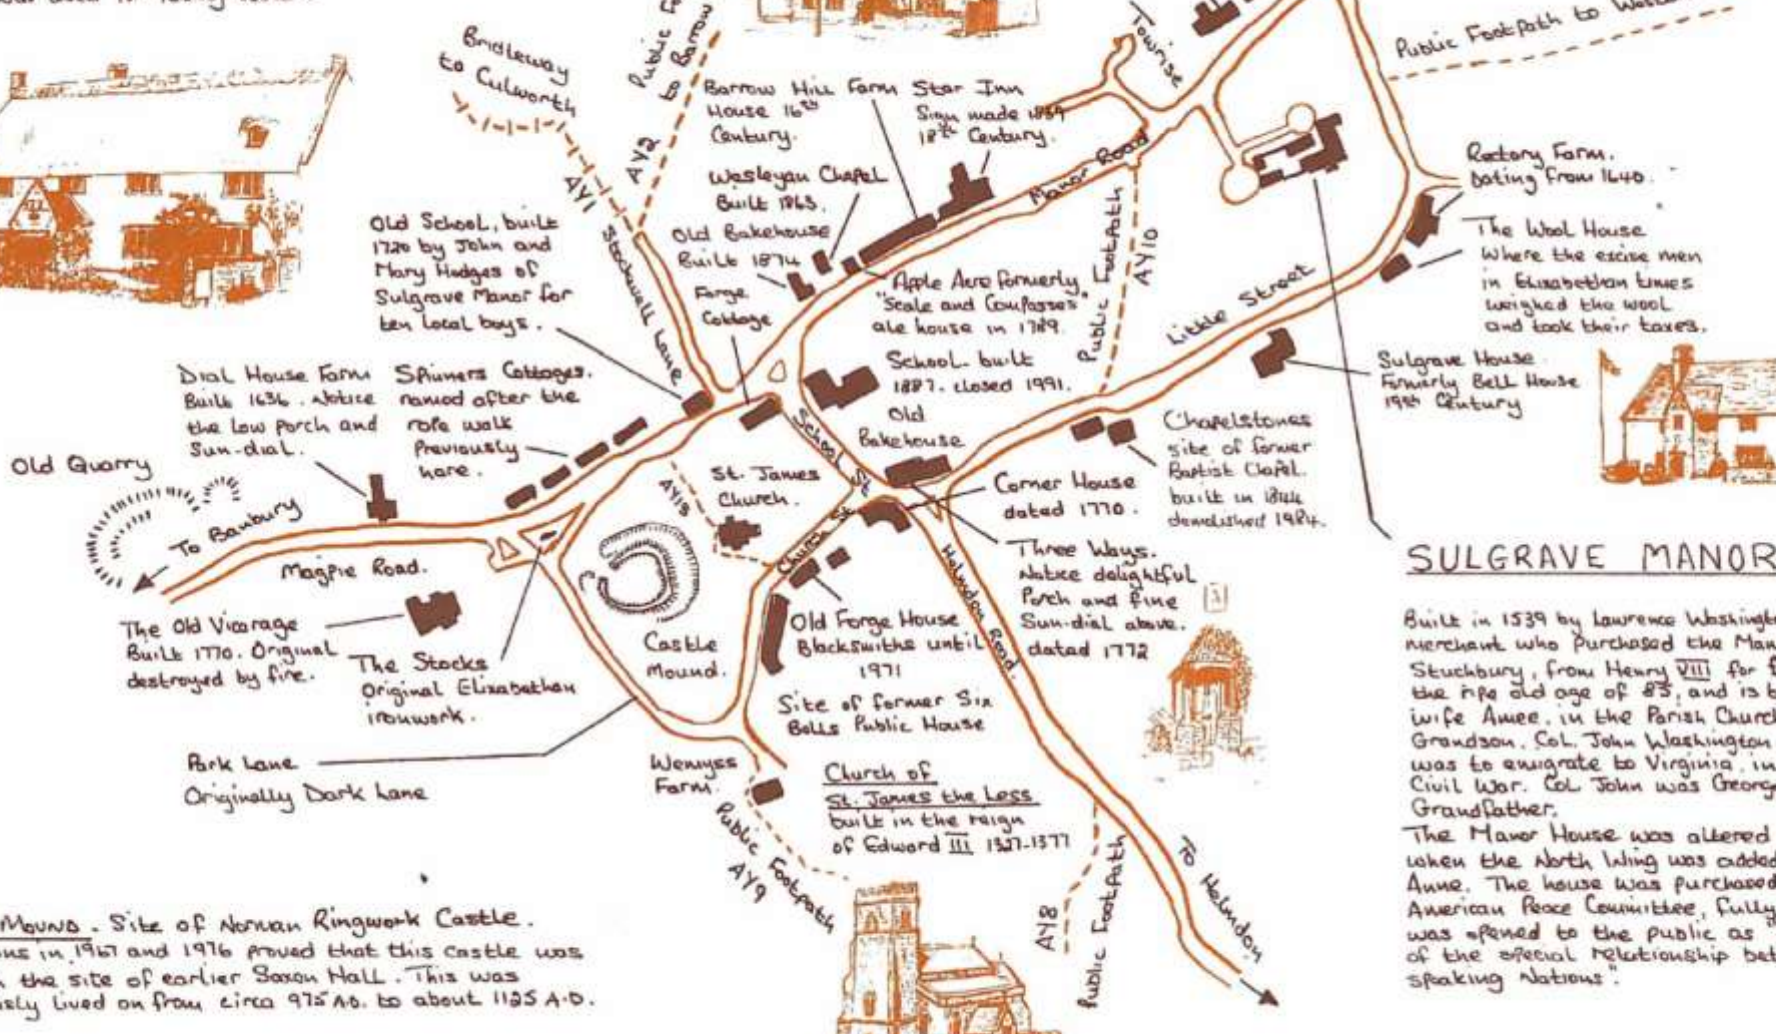 Bridleway
to Culworth
AY1
Public
to Barrow
AY2
Barrow Hill Farm
House 16th
Century.
Star Inn
Sign made 1839
18th Century.
Towrise
Public Footpath to
Wesleyan Chapel
Built 1863.
Old Bakehouse
Built 1874
Forge
Cottage
Manor Road
Public Footpath
AY10
Rectory Farm.
Dating from 1640.
The Wool House
Where the excise men
in Elizabethan times
weighed the wool
and took their taxes.
Old School, built
1720 by John and
Mary Hodges of
Sulgrave Manor for
ten local boys.
Stockwell Lane
Apple Acre formerly
"Scale and Compasses"
ale house in 1789.
Little Street
School built
1887. closed 1991.
Sulgrave House
Formerly Bell House
19th Century
Dial House Farm
Built 1636. Notice
the low porch and
Sun-dial.
Spinners Cottages.
named after the
rope walk
Previously
here.
School St.
Old
Bakehouse
Chapelstones
site of former
Baptist Chapel.
built in 1844
demolished 1984.
Old Quarry
To Banbury
Magpie Road.
AY13
St. James
Church.
Church St.
Corner House
dated 1770.
Three Ways.
Notice delightful
Porch and fine
Sun-dial above.
dated 1772
Helmdon Road.
The Old Vicarage
Built 1770. Original
destroyed by fire.
The Stocks
Original Elizabethan
ironwork.
Castle
Mound.
Old Forge House
Blacksmiths until
1971
Site of former Six
Bells Public House
Park Lane
Originally Dark Lane
Wemyss
Farm.
Public Footpath
AY9
Church of
St. James the Less
built in the reign
of Edward III 1327-1377
Public Footpath
AY8
To Helmdon
SULGRAVE MANOR
Built in 1539 by Lawrence
merchant who purchased the
Stuchbury, from Henry VIII for
the ripe old age of 85, and is
wife Amee, in the Parish Church
Grandson, Col. John Washington
was to emigrate to Virginia, in
Civil War. Col John was
Grandfather.
The Manor House was altered
when the North Wing was added
Anne. The house was purchased
American Peace Committee, fully
was opened to the public as
of the special relationship
speaking Nations".
MOUND. Site of Norman Ringwork Castle.
in 1967 and 1976 proved that this castle was
the site of earlier Saxon Hall. This was
lived on from circa 975 A.D. to about 1125 A.D.